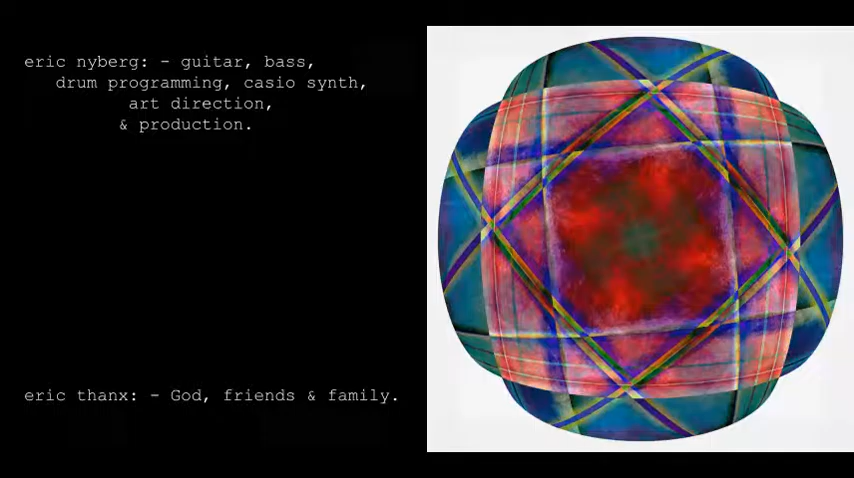 eric nyberg: - guitar, bass,
drum programming, casio synth,
art direction,
& production.
eric thanx: - God, friends & family.